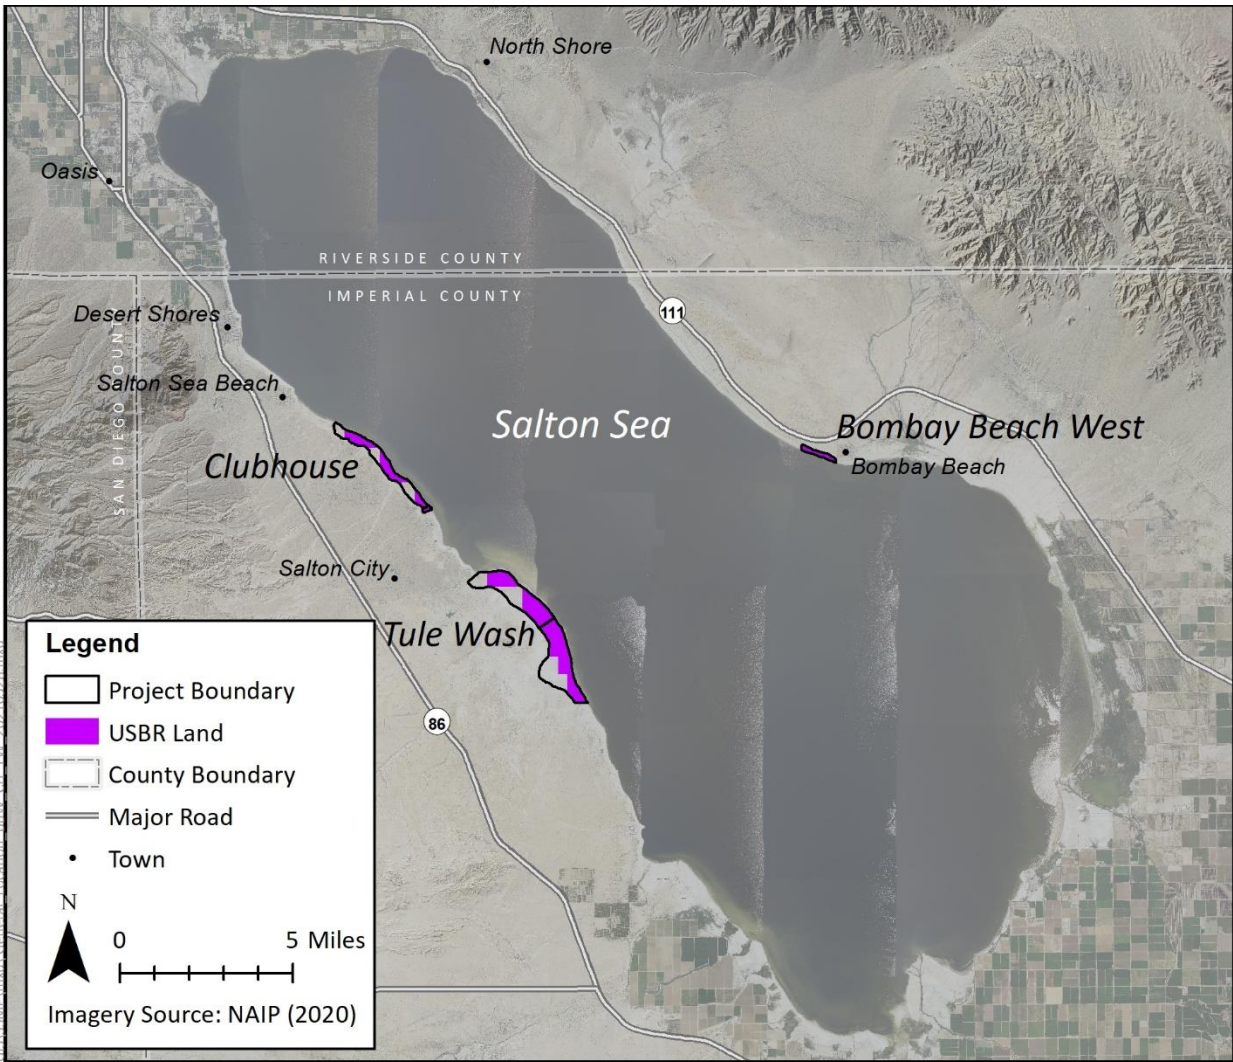 North Shore
Oasis
RIVERSIDE COUNTY
IMPERIAL COUNTY
Desert Shores
111
SAN DIEGO COUNT
Salton Sea Beach
Salton Sea
Bombay Beach West
Bombay Beach
Clubhouse
Salton City
Tule Wash
86
Legend
Project Boundary
USBR Land
County Boundary
Major Road
Town
N
0 5 Miles
Imagery Source: NAIP (2020)